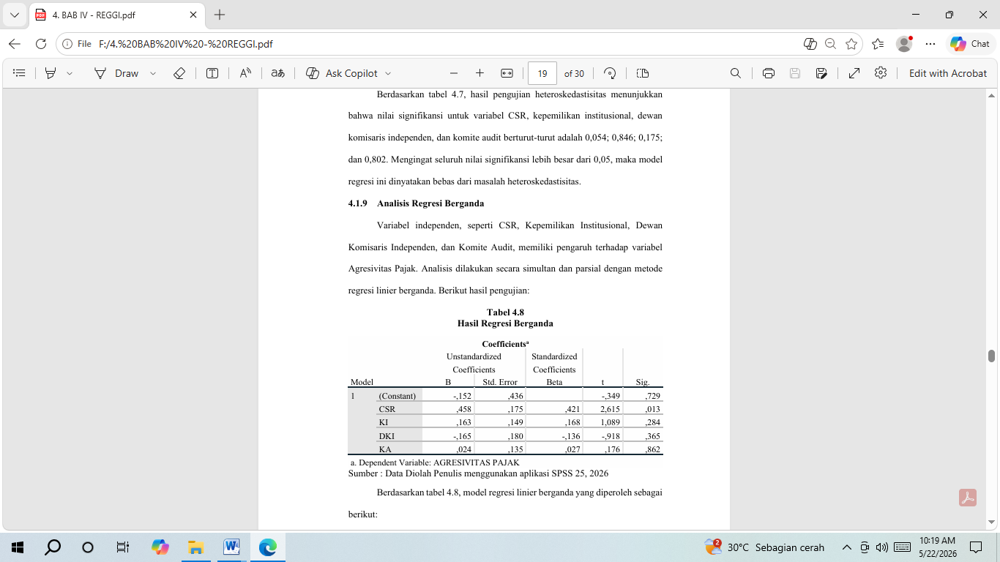 4. BAB IV - REGGI.pdf
File F:/4.%20BAB%20IV%20-%20REGGI.pdf
Chat
Draw
Ask Copilot
19 of 30
Edit with Acrobat
Berdasarkan tabel 4.7, hasil pengujian heteroskedastisitas menunjukkan
bahwa nilai signifikansi untuk variabel CSR, kepemilikan institusional, dewan
komisaris independen, dan komite audit berturut-turut adalah 0,054; 0,846; 0,175;
dan 0,802. Mengingat seluruh nilai signifikansi lebih besar dari 0,05, maka model
regresi ini dinyatakan bebas dari masalah heteroskedastisitas.
4.1.9 Analisis Regresi Berganda
Variabel independen, seperti CSR, Kepemilikan Institusional, Dewan
Komisaris Independen, dan Komite Audit, memiliki pengaruh terhadap variabel
Agresivitas Pajak. Analisis dilakukan secara simultan dan parsial dengan metode
regresi linier berganda. Berikut hasil pengujian:
Tabel 4.8
Hasil Regresi Berganda
Coefficientsa
Unstandardized Standardized
Coefficients Coefficients
Model B Std. Error Beta t Sig.
1 (Constant) -,152 ,436 -,349 ,729
CSR ,458 ,175 ,421 2,615 ,013
KI ,163 ,149 ,168 1,089 ,284
DKI -,165 ,180 -,136 -,918 ,365
KA ,024 ,135 ,027 ,176 ,862
a. Dependent Variable: AGRESIVITAS PAJAK
Sumber : Data Diolah Penulis menggunakan aplikasi SPSS 25, 2026
Berdasarkan tabel 4.8, model regresi linier berganda yang diperoleh sebagai
berikut:
2 30°C Sebagian cerah
10:19 AM
5/22/2026